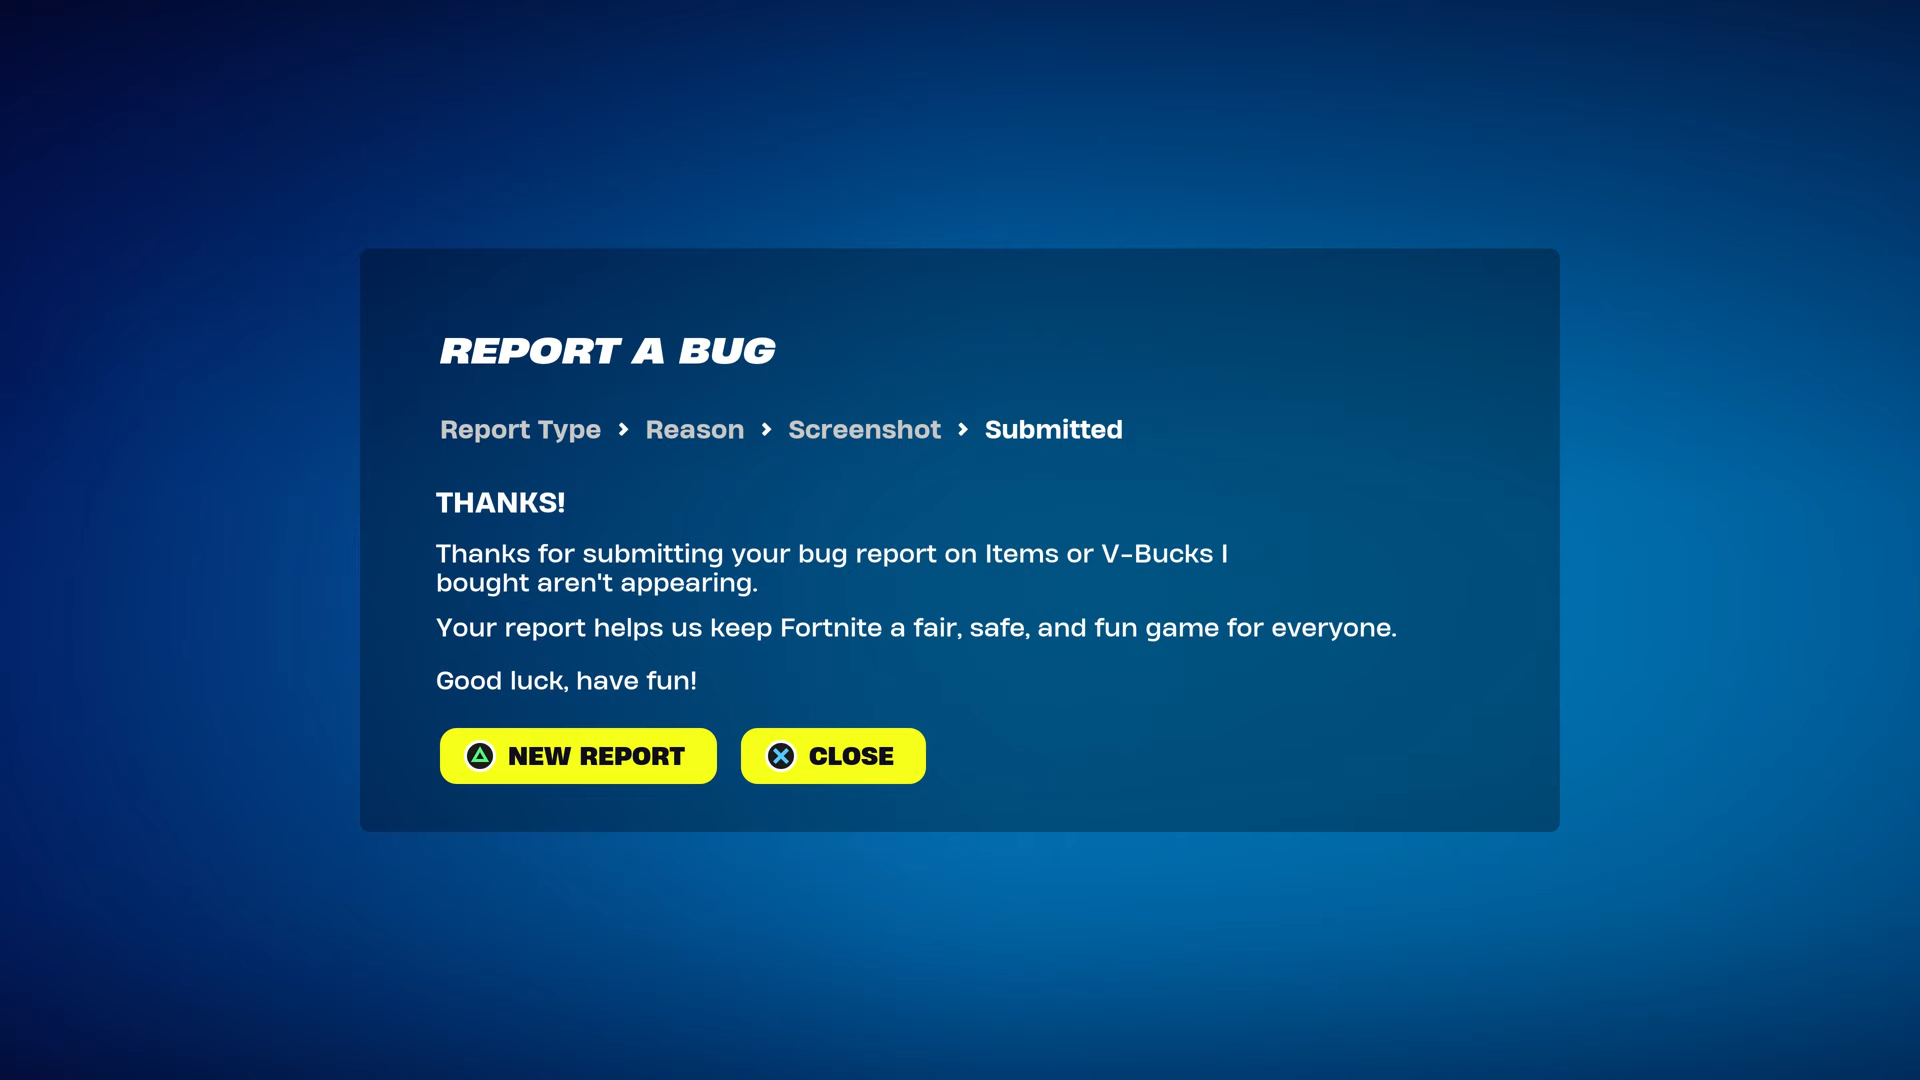 REPORT A BUG
Report Type > Reason > Screenshot > Submitted
THANKS!
Thanks for submitting your bug report on Items or V-Bucks I
bought aren't appearing.
Your report helps us keep Fortnite a fair, safe, and fun game for everyone.
Good luck, have fun!
NEW REPORT
CLOSE